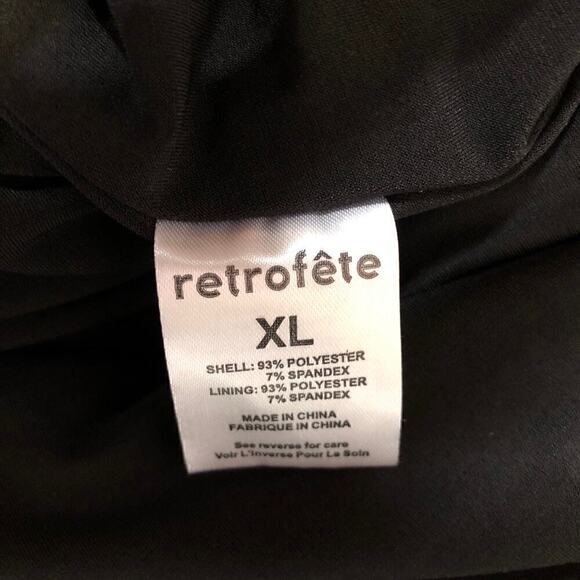 retrofête
XL
SHELL: 93% POLYESTER
7% SPANDEX
LINING: 93% POLYESTER
7% SPANDEX
MADE IN CHINA
FABRIQUE IN CHINA
See reverse for care
Voir L'Inverse Pour Le Soin